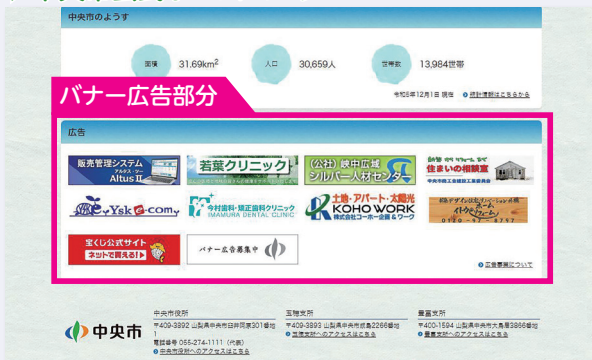 中央市のようす
面積 31.69km2 人口 30,659人 世帯数 13,984世帯
令和5年12月1日 現在 統計情報はこちらから
バナー広告部分
広告
販売管理システム
アルタス・ツー
Altus II
若葉クリニック
(公社) 峡中広域
シルバー人材センター
住まいの相談室
Ysk e-com
今村歯科・矯正歯科クリニック
IMAMURA DENTAL CLINIC
土地・アパート・太陽光
KOHO WORK
株式会社コーホー企画&ワーク
宝くじ公式サイト
ネットで買える!
バナー広告募集中
広告募集について
中央市
中央市役所
〒409-3892 山梨県中央市臼井阿原301番地
1
電話番号 055-274-1111（代表）
中央市役所へのアクセスはこちら
玉穂支所
〒409-3893 山梨県中央市成島2266番地
玉穂支所へのアクセスはこちら
豊富支所
〒400-1594 山梨県中央市大鳥居3866番地
豊富支所へのアクセスはこちら